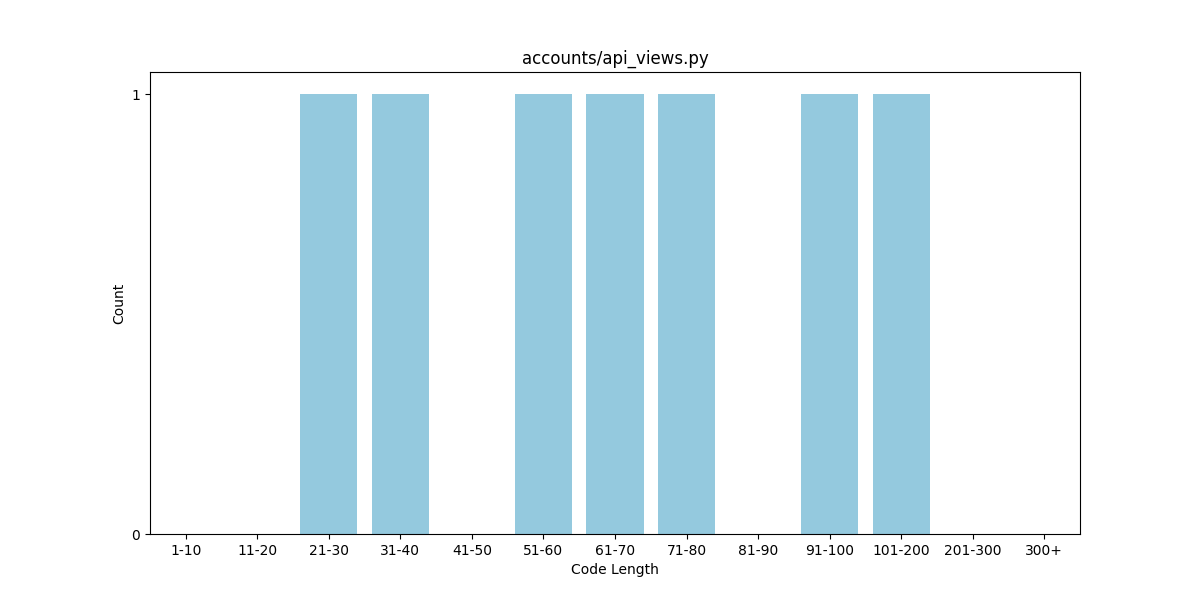 accounts/api_views.py
1
Count
0
1-10 11-20 21-30 31-40 41-50 51-60 61-70 71-80 81-90 91-100 101-200 201-300 300+
Code Length